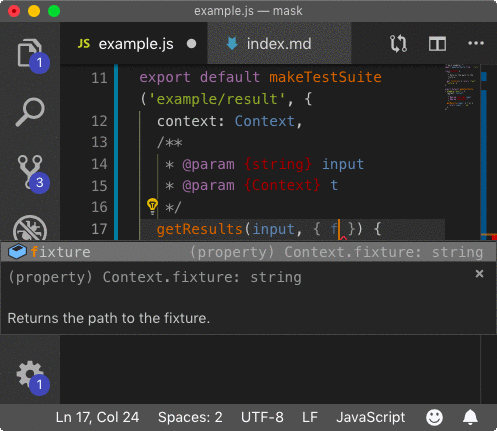 example.js — mask
JS example.js
index.md
1
11 export default makeTestSuite
('example/result', {
12 context: Context,
13 /**
14 * @param {string} input
15 * @param {Context} t
16 */
17 getResults(input, { f }) {
3
fixture (property) Context.fixture: string
(property) Context.fixture: string
Returns the path to the fixture.
1
Ln 17, Col 24 Spaces: 2 UTF-8 LF JavaScript